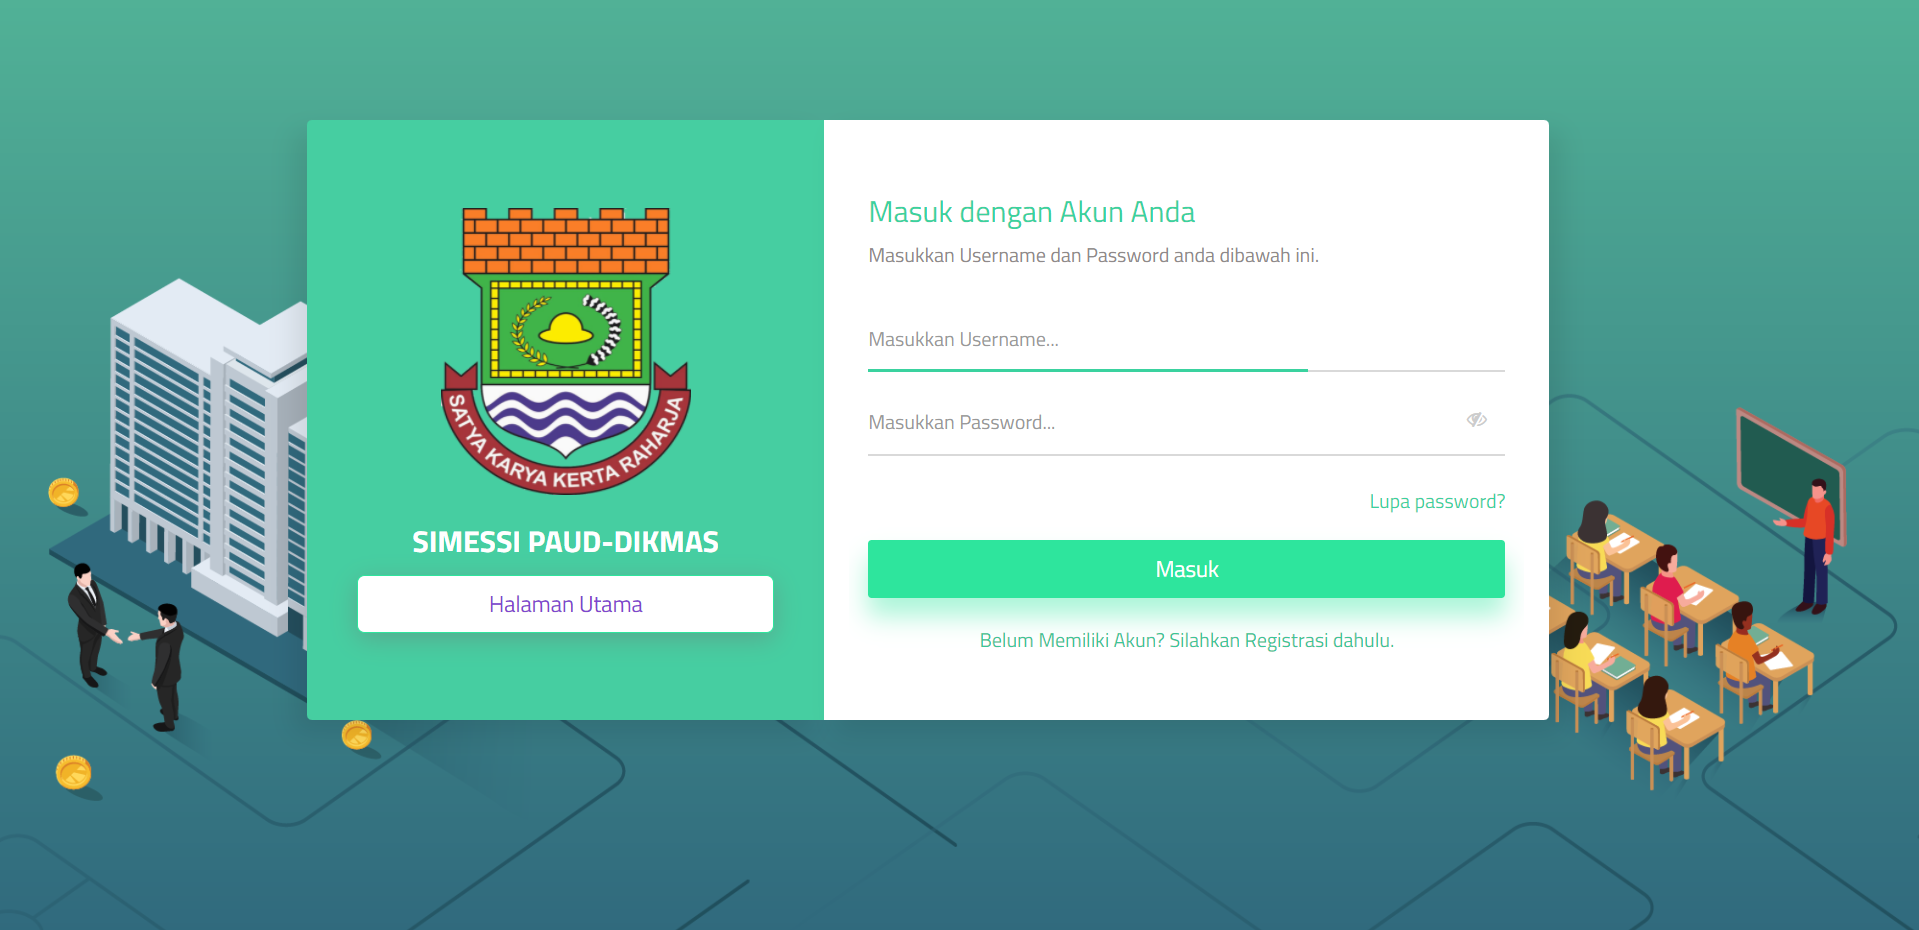 SATYA KARYA KERTA RAHARJA
SIMESSI PAUD-DIKMAS
Halaman Utama
Masuk dengan Akun Anda
Masukkan Username dan Password anda dibawah ini.
Masukkan Username...
Masukkan Password...
Lupa password?
Masuk
Belum Memiliki Akun? Silahkan Registrasi dahulu.